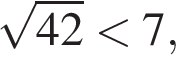 √42 < 7,